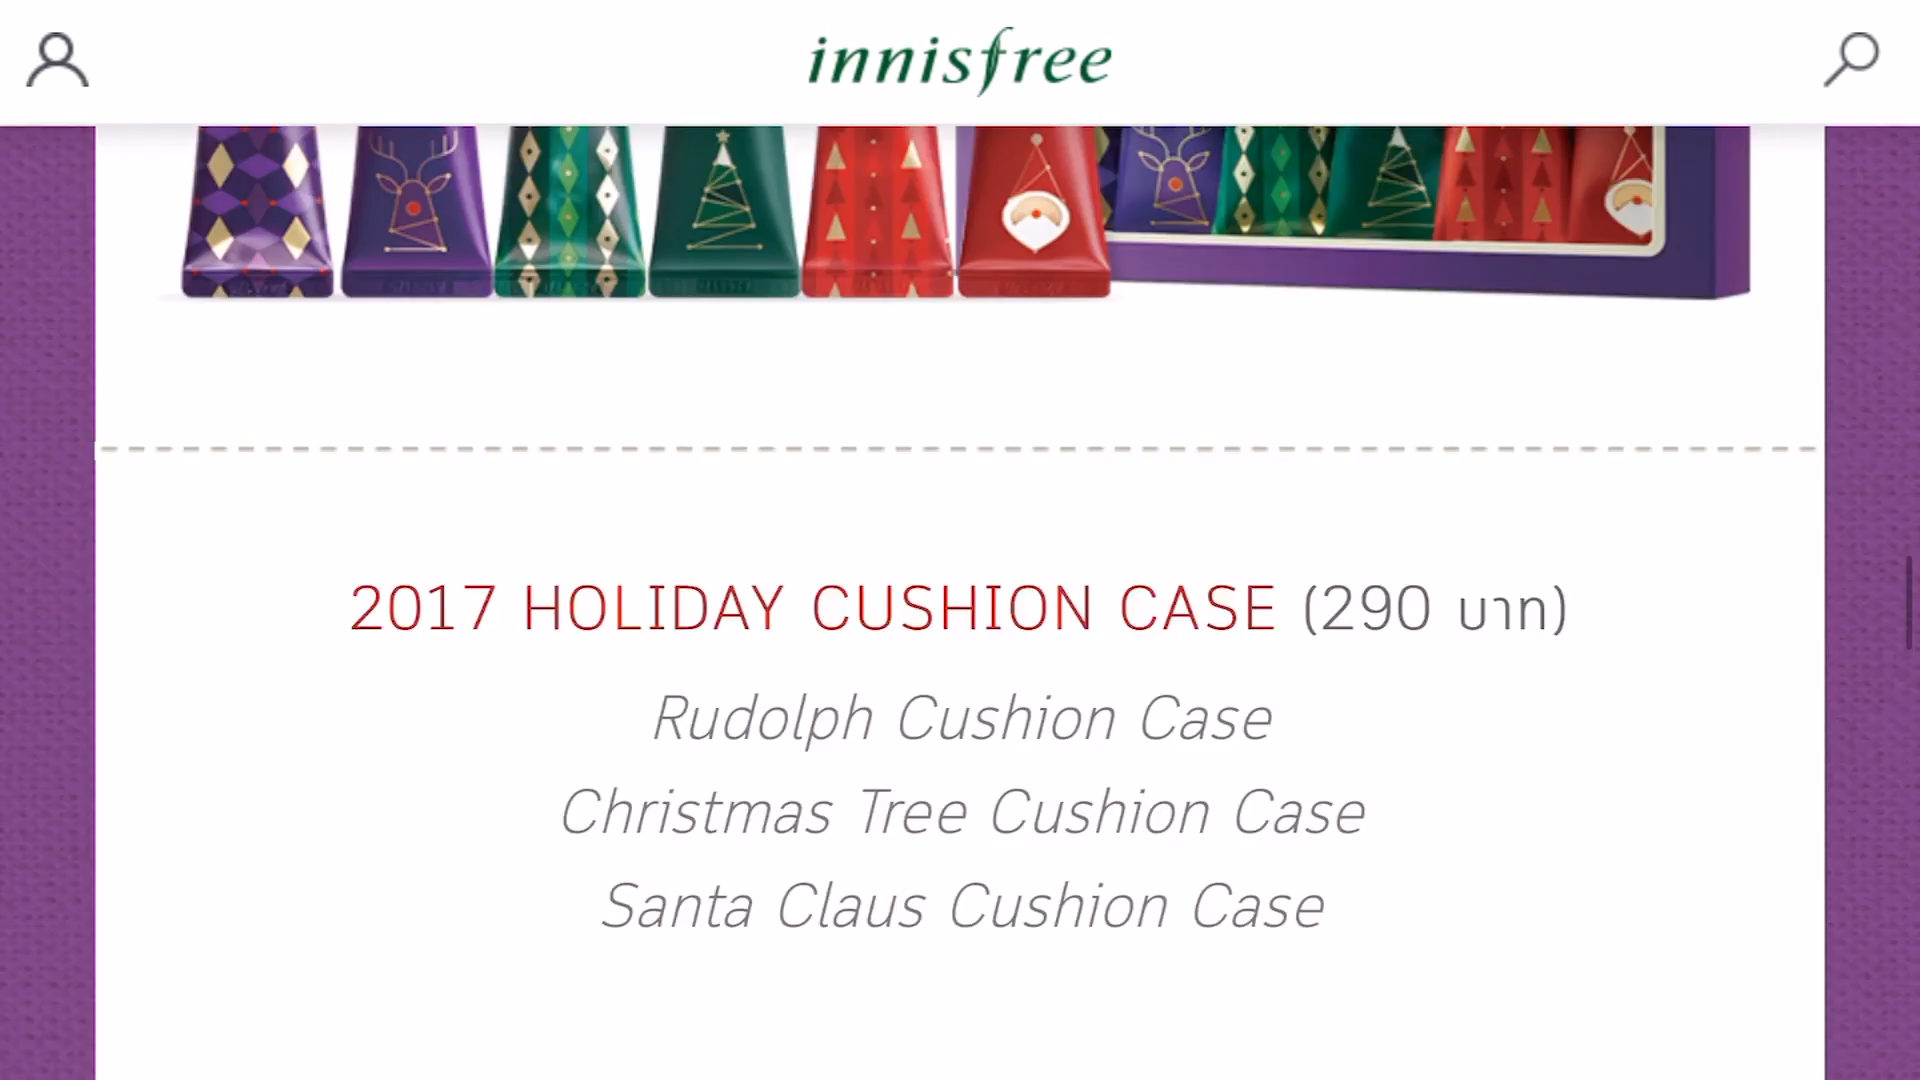 innisfree
2017 HOLIDAY CUSHION CASE (290 บาท)
Rudolph Cushion Case
Christmas Tree Cushion Case
Santa Claus Cushion Case